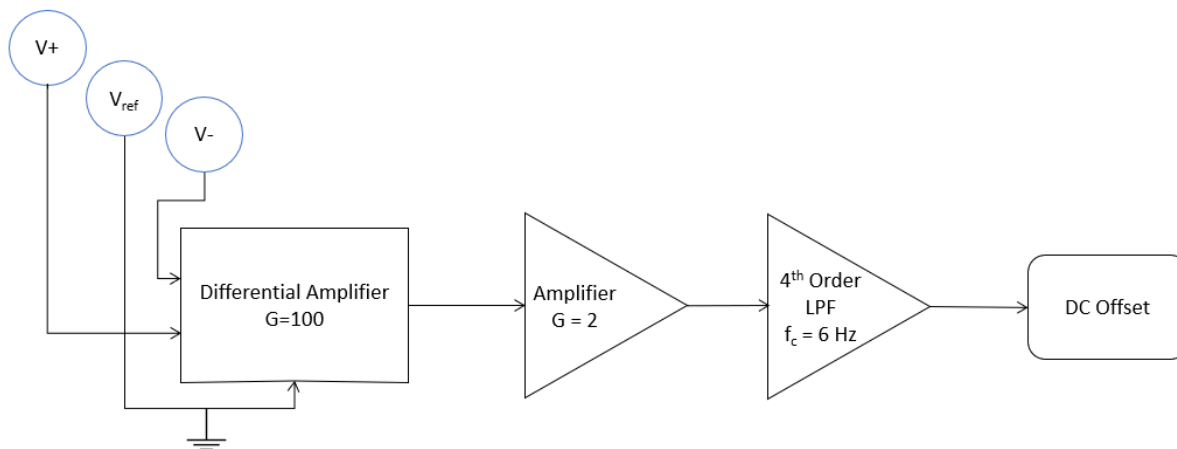 V+
Vref
V-
Differential Amplifier
G=100
Amplifier
G = 2
4th Order
LPF
fc = 6 Hz
DC Offset